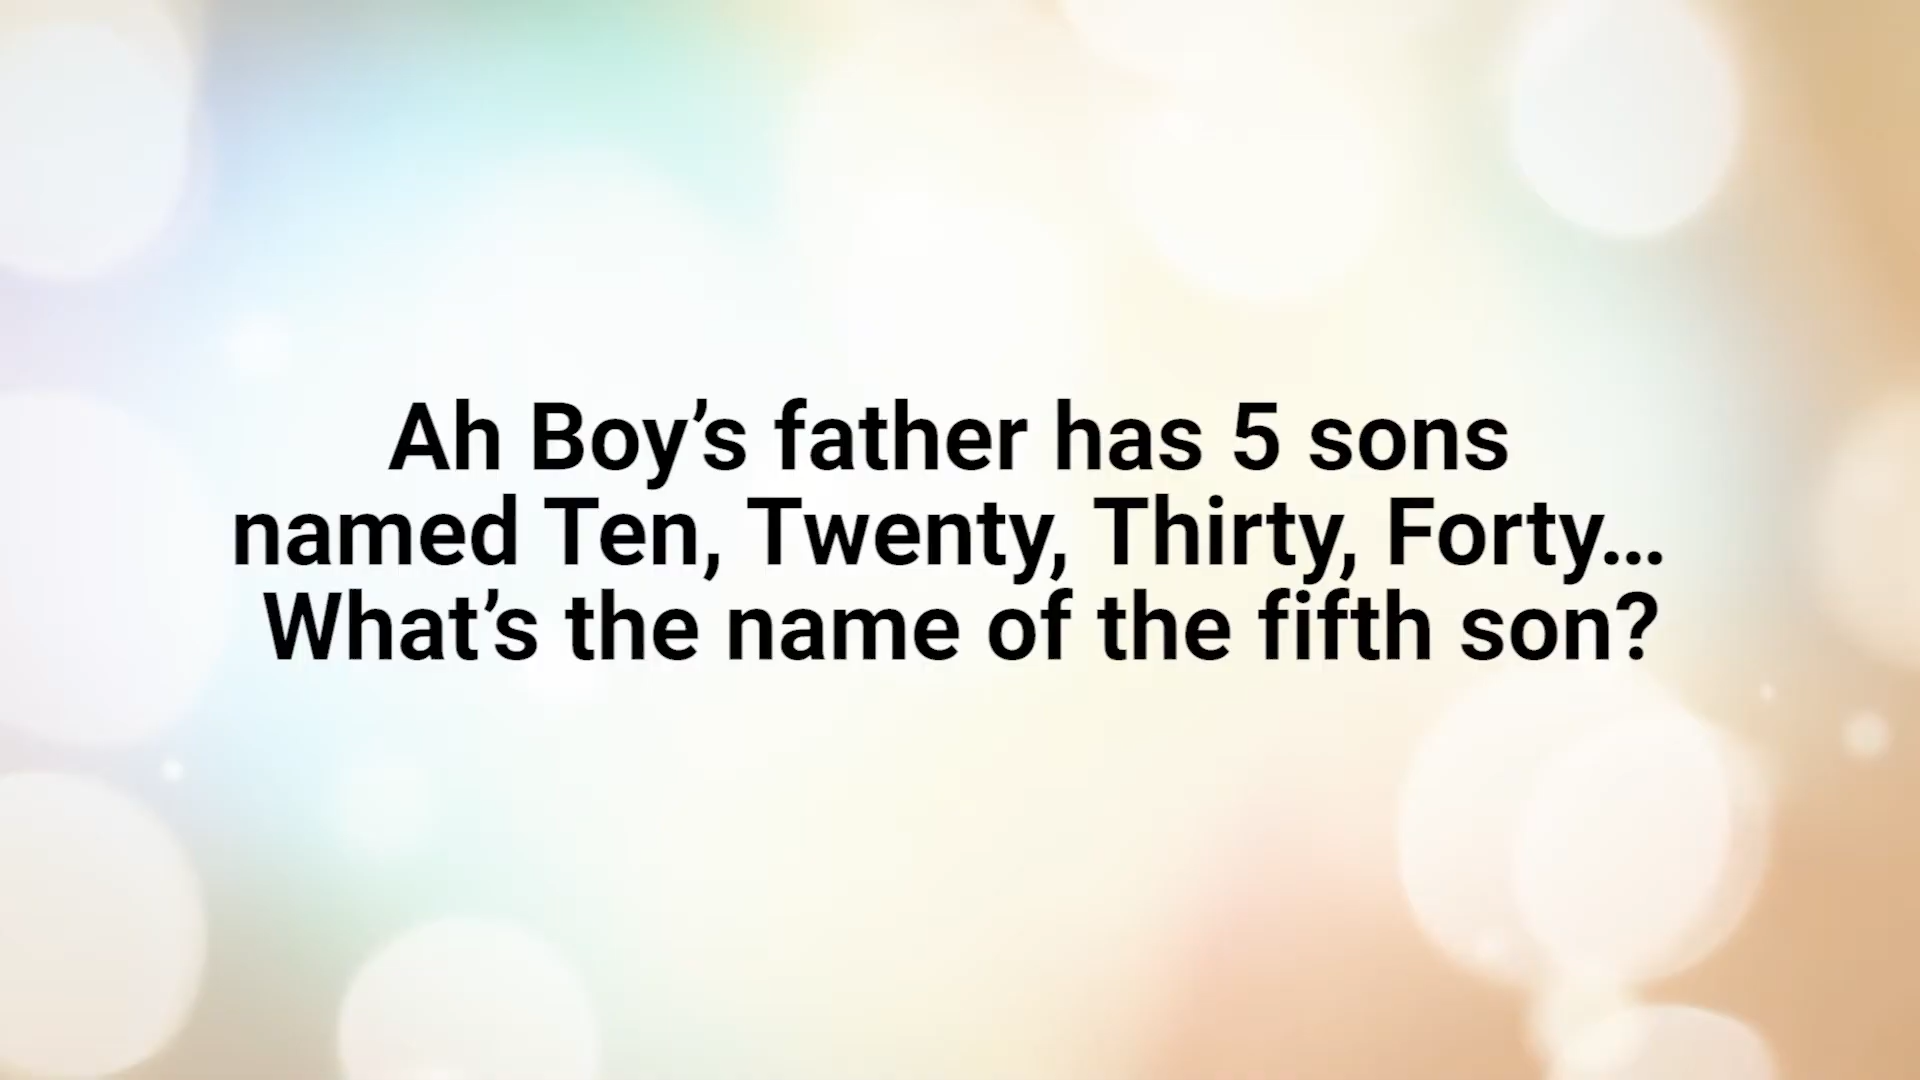 Ah Boy’s father has 5 sons
named Ten, Twenty, Thirty, Forty...
What’s the name of the fifth son?